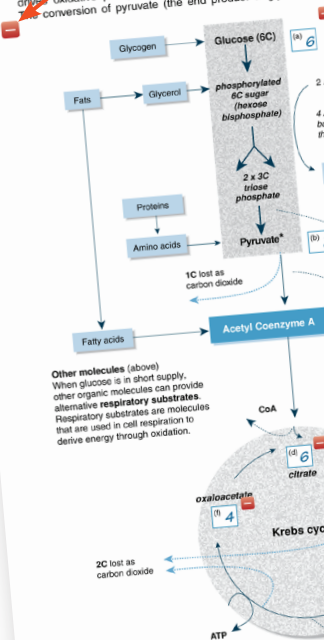 The conversion of pyruvate (the end
Glycogen
Glucose (6C)
(a) 6
Fats
Glycerol
phosphorylated
6C sugar
(hexose
bisphosphate)
2
4
2 x 3C
triose
phosphate
Proteins
Amino acids
Pyruvate*
(b)
1C lost as
carbon dioxide
Fatty acids
Acetyl Coenzyme A
Other molecules (above)
When glucose is in short supply,
other organic molecules can provide
alternative respiratory substrates.
Respiratory substrates are molecules
that are used in cell respiration to
derive energy through oxidation.
CoA
(d) 6
citrate
oxaloacetate
(f) 4
Krebs cyc
2C lost as
carbon dioxide
ATP